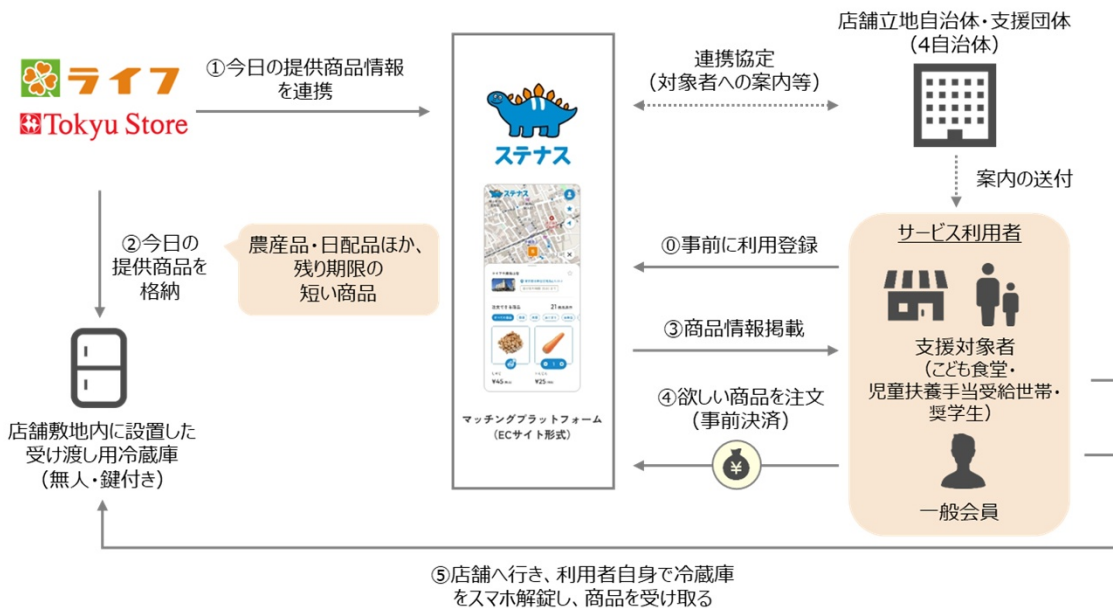 ライフ
Tokyu Store
①今日の提供商品情報
を連携
ステナス
連携協定
(対象者への案内等)
店舗立地自治体・支援団体
(4自治体)
案内の送付
②今日の
提供商品を
格納
農産品・日配品ほか、
残り期限の
短い商品
店舗敷地内に設置した
受け渡し用冷蔵庫
(無人・鍵付き)
ステナス
21
¥45
¥25
マッチングプラットフォーム
(ECサイト形式)
⓪事前に利用登録
③商品情報掲載
④欲しい商品を注文
(事前決済)
¥
サービス利用者
支援対象者
(こども食堂・
児童扶養手当受給世帯・
奨学生)
一般会員
⑤店舗へ行き、利用者自身で冷蔵庫
をスマホ解錠し、商品を受け取る